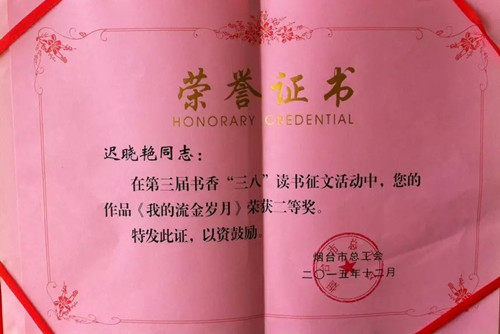 荣誉证书
HONORARY CREDENTIAL
迟晓艳同志：
在第三届书香“三八”读书征文活动中，您的
作品《我的流金岁月》荣获二等奖。
特发此证，以资鼓励。
烟台市总工会
二〇一五年十二月